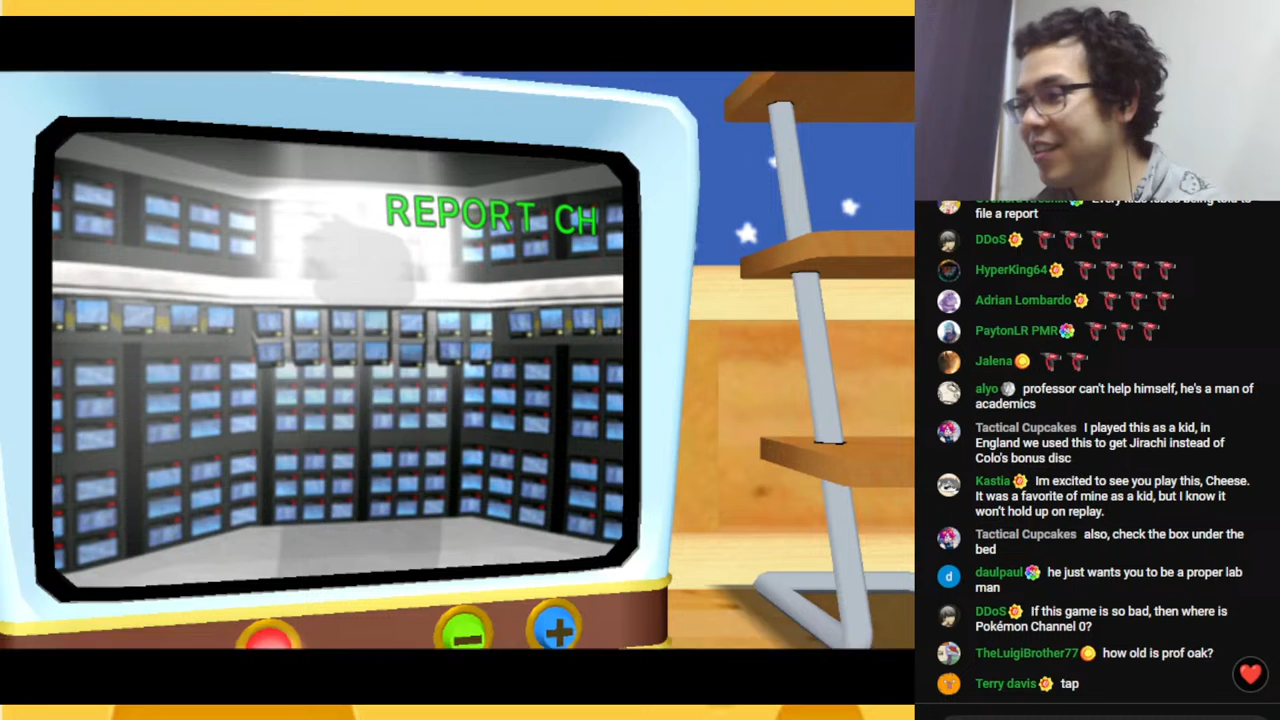 REPORT CH
file a report
DDoS
HyperKing64
Adrian Lombardo
PaytonLR PMR
Jalena
alyo professor can't help himself, he's a man of
academics
Tactical Cupcakes I played this as a kid, in
England we used this to get Jirachi instead of
Colo's bonus disc
Kastia Im excited to see you play this, Cheese.
It was a favorite of mine as a kid, but I know it
won't hold up on replay.
Tactical Cupcakes also, check the box under the
bed
d daulpaul he just wants you to be a proper lab
man
DDoS If this game is so bad, then where is
Pokémon Channel 0?
TheLuigiBrother77 how old is prof oak?
Terry davis tap